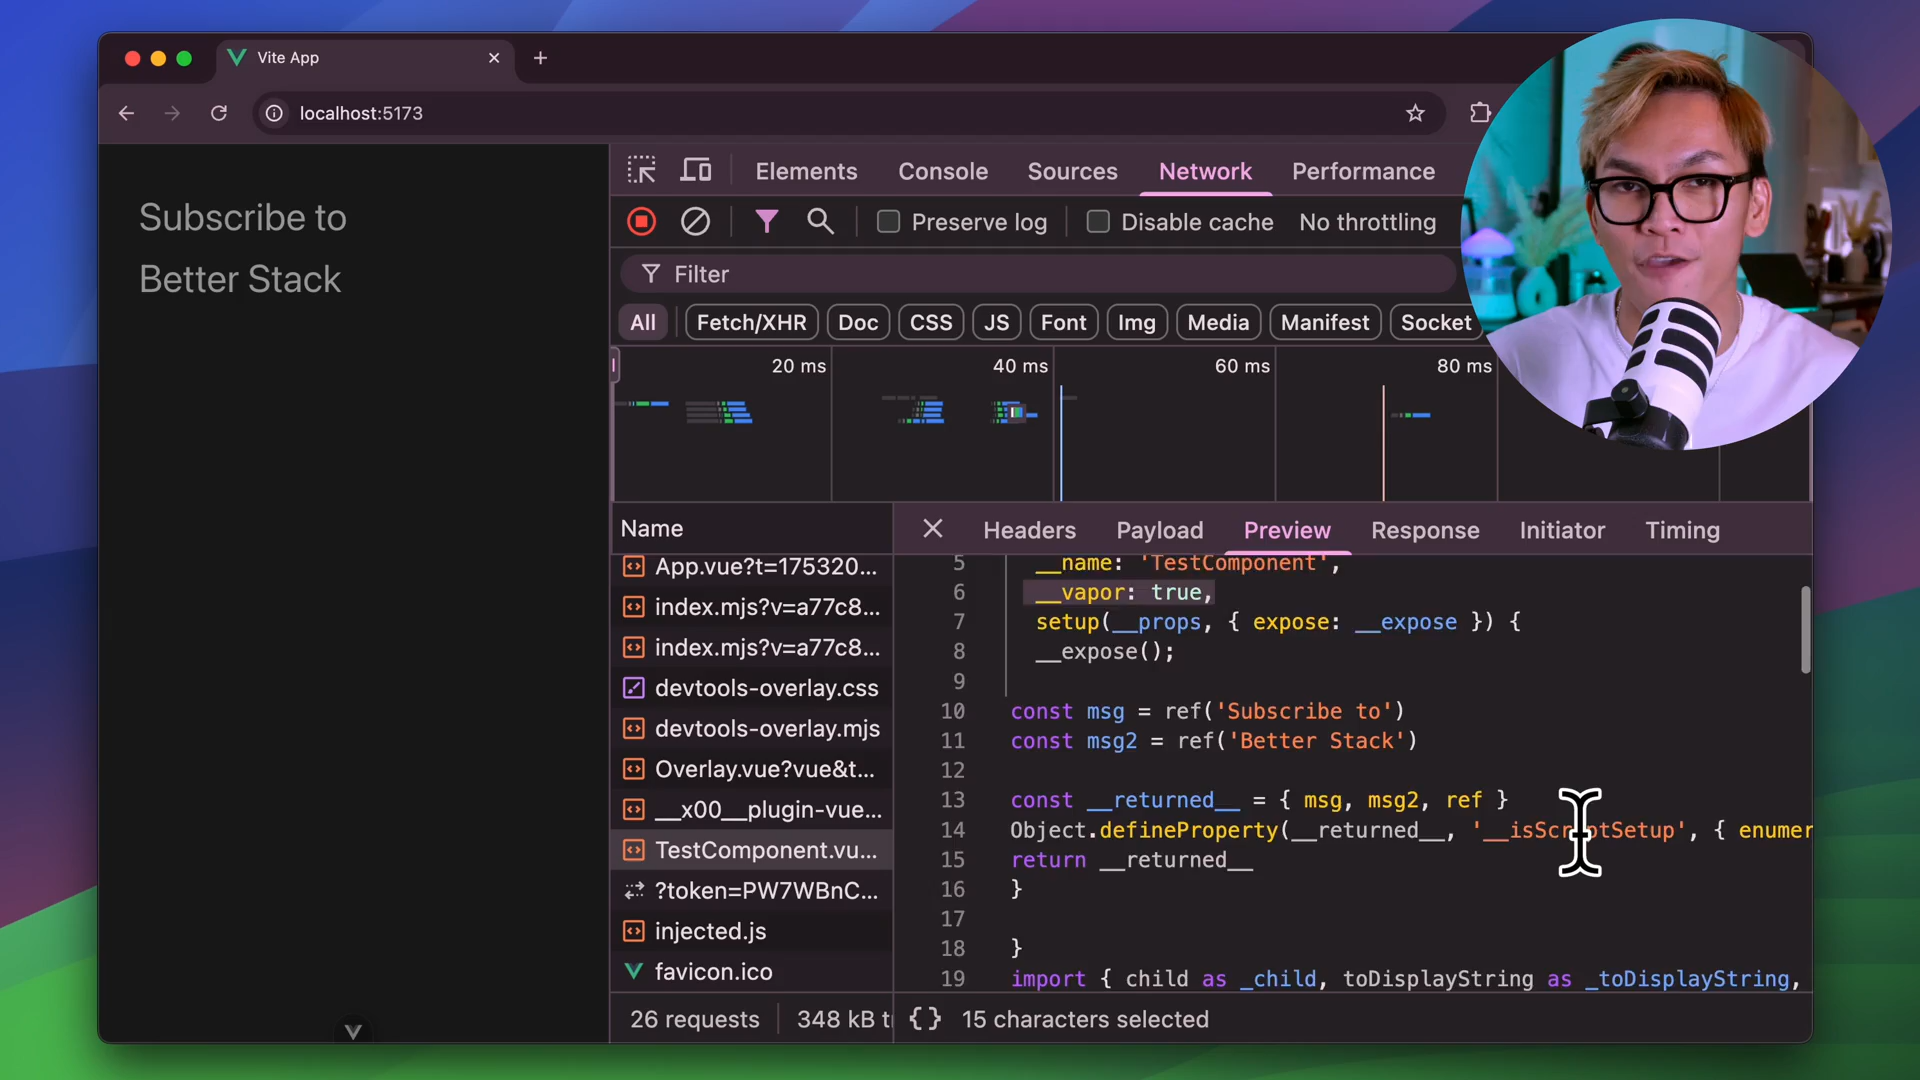 Vite App
localhost:5173
Subscribe to
Better Stack
Elements Console Sources Network Performance
Preserve log Disable cache No throttling
Filter
All Fetch/XHR Doc CSS JS Font Img Media Manifest Socket
20 ms 40 ms 60 ms 80 ms
Name
App.vue?t=175320...
index.mjs?v=a77c8...
index.mjs?v=a77c8...
devtools-overlay.css
devtools-overlay.mjs
Overlay.vue?vue&t...
__x00__plugin-vue...
TestComponent.vu...
?token=PW7WBnC...
injected.js
favicon.ico
26 requests 348 kB
Headers Payload Preview Response Initiator Timing
5 __name: 'TestComponent',
6 __vapor: true,
7 setup(__props, { expose: __expose }) {
8 __expose();
9
10 const msg = ref('Subscribe to')
11 const msg2 = ref('Better Stack')
12
13 const __returned__ = { msg, msg2, ref }
14 Object.defineProperty(__returned__, '__isScriptSetup', { enumer
15 return __returned__
16 }
17
18 }
19 import { child as _child, toDisplayString as _toDisplayString,
{} 15 characters selected